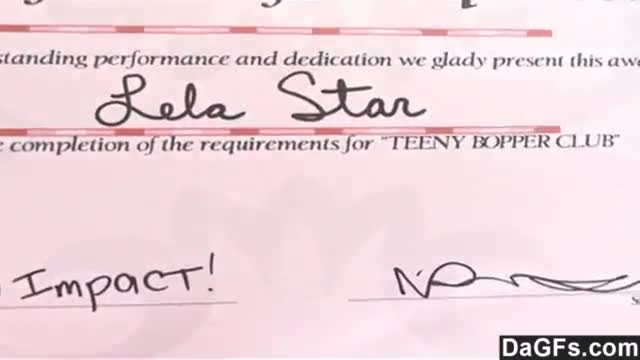 standing performance and dedication we glady present this awa
Lela Star
completion of the requirements for "TEENY BOPPER CLUB"
Impact!
DaGFs.com